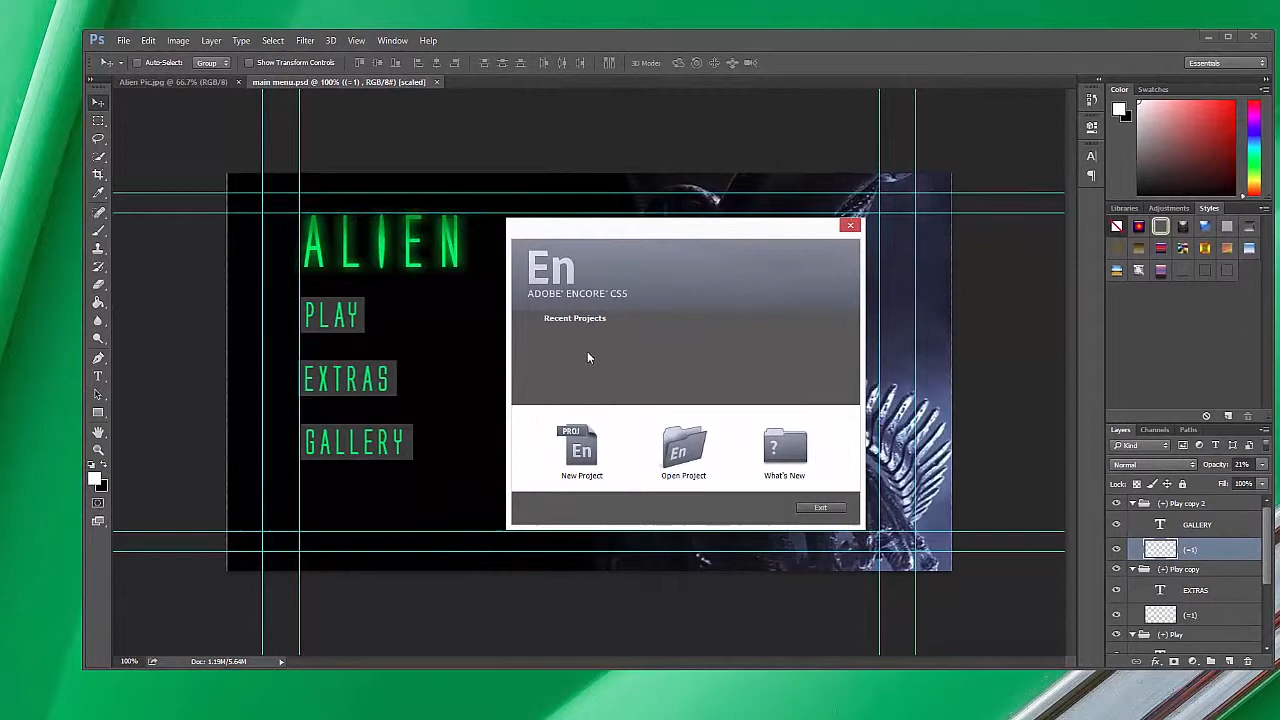 Ps File Edit Image Layer Type Select Filter 3D View Window Help
Auto-Select: Group Show Transform Controls 3D Mode: Essentials
Alien Pic.jpg @ 66.7% (RGB/8) × main menu.psd @ 100% ((=1) , RGB/8#) [scaled] ×
Color Swatches
ALIEN
PLAY
EXTRAS
GALLERY
En
ADOBE® ENCORE® CS5
Recent Projects
PROJ
En
En
?
New Project Open Project What's New
Exit
Libraries Adjustments Styles
Layers Channels Paths
Kind
Normal Opacity: 21%
Lock: Fill: 100%
(+) Play copy 2
T GALLERY
(=1)
(+) Play copy
T EXTRAS
(=1)
(+) Play
100% Doc: 1.19M/5.64M